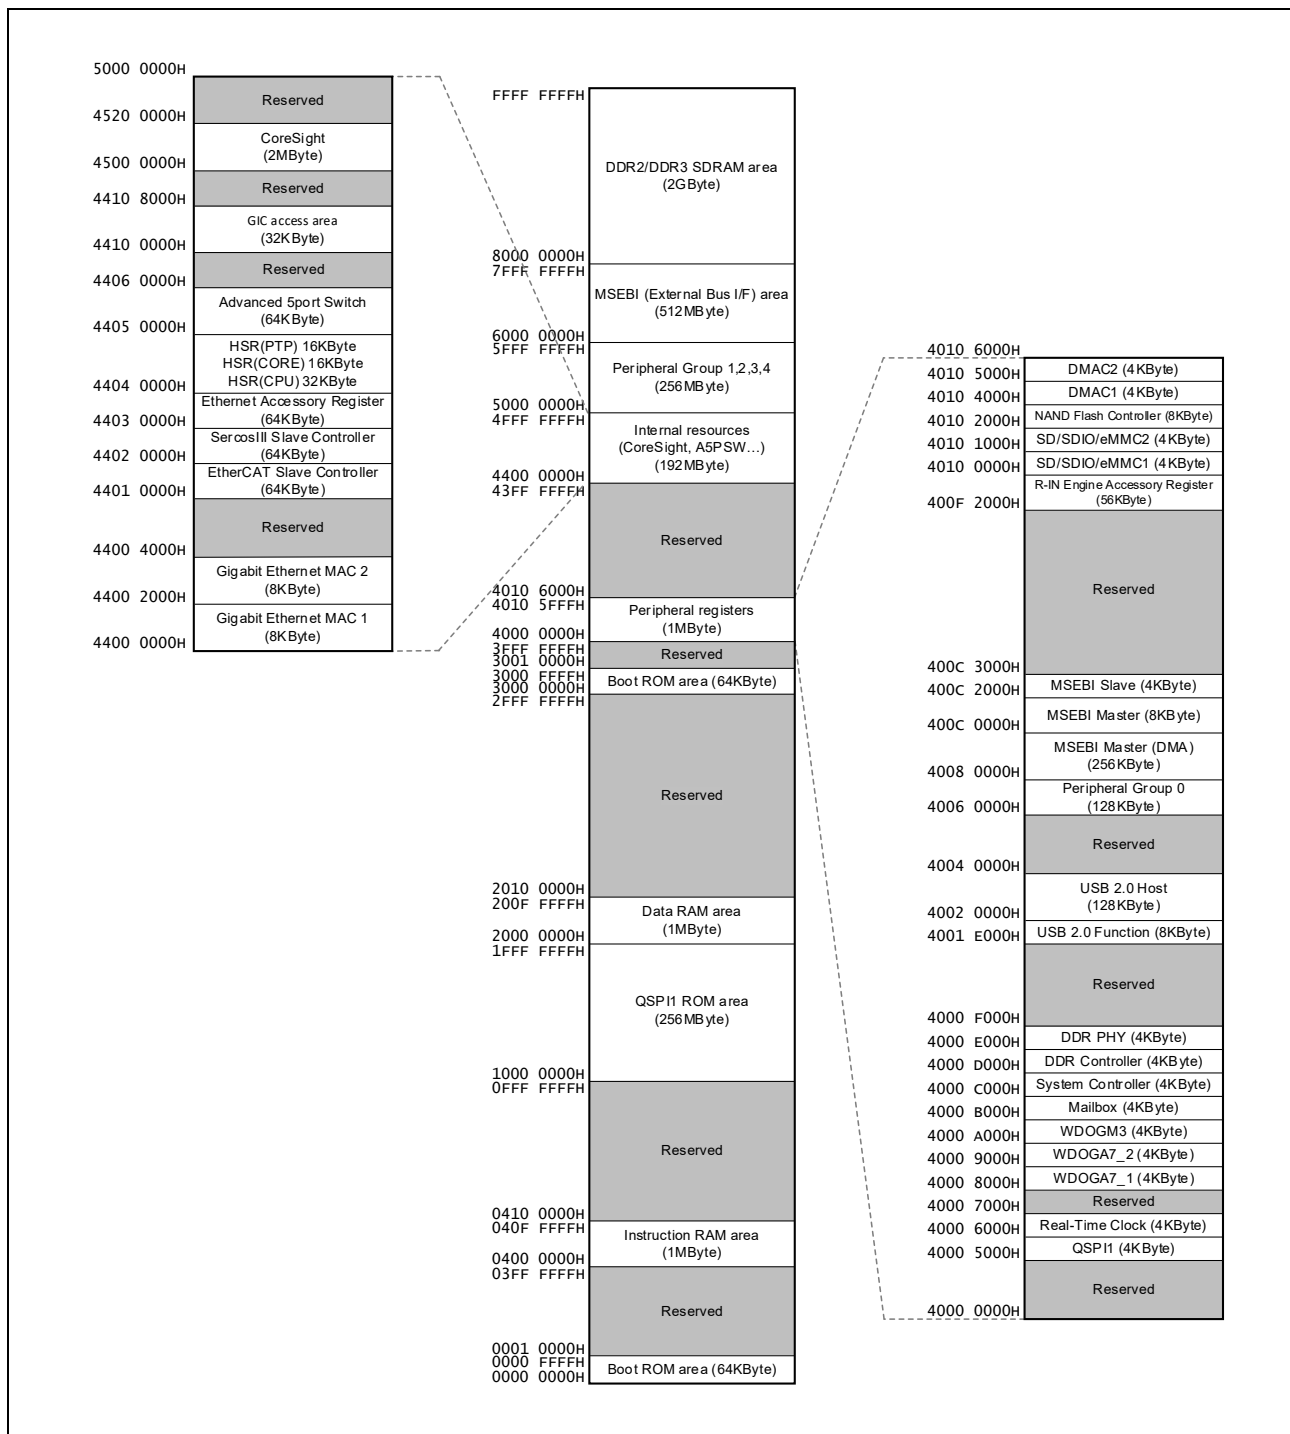 5000 0000H
Reserved
4520 0000H
CoreSight
(2MByte)
4500 0000H
Reserved
4410 8000H
GIC access area
(32KByte)
4410 0000H
Reserved
4406 0000H
Advanced 5port Switch
(64KByte)
4405 0000H
HSR(PTP) 16KByte
HSR(CORE) 16KByte
HSR(CPU) 32KByte
4404 0000H
Ethernet Accessory Register
(64KByte)
4403 0000H
SercosIII Slave Controller
(64KByte)
4402 0000H
EtherCAT Slave Controller
(64KByte)
4401 0000H
Reserved
4400 4000H
Gigabit Ethernet MAC 2
(8KByte)
4400 2000H
Gigabit Ethernet MAC 1
(8KByte)
4400 0000H
FFFF FFFFH
DDR2/DDR3 SDRAM area
(2GByte)
8000 0000H
7FFF FFFFH
MSEBI (External Bus I/F) area
(512MByte)
6000 0000H
5FFF FFFFH
Peripheral Group 1,2,3,4
(256MByte)
5000 0000H
4FFF FFFFH
Internal resources
(CoreSight, A5PSW...)
(192MByte)
4400 0000H
43FF FFFFH
Reserved
4010 6000H
4010 5FFFH
Peripheral registers
(1MByte)
4000 0000H
3FFF FFFFH
Reserved
3001 0000H
3000 FFFFH
Boot ROM area (64KByte)
3000 0000H
2FFF FFFFH
Reserved
2010 0000H
200F FFFFH
Data RAM area
(1MByte)
2000 0000H
1FFF FFFFH
QSPI1 ROM area
(256MByte)
1000 0000H
0FFF FFFFH
Reserved
0410 0000H
040F FFFFH
Instruction RAM area
(1MByte)
0400 0000H
03FF FFFFH
Reserved
0001 0000H
0000 FFFFH
Boot ROM area (64KByte)
0000 0000H
4010 6000H
DMAC2 (4KByte)
4010 5000H
DMAC1 (4KByte)
4010 4000H
NAND Flash Controller (8KByte)
4010 2000H
SD/SDIO/eMMC2 (4KByte)
4010 1000H
SD/SDIO/eMMC1 (4KByte)
4010 0000H
R-IN Engine Accessory Register
(56KByte)
400F 2000H
Reserved
400C 3000H
MSEBI Slave (4KByte)
400C 2000H
MSEBI Master (8KByte)
400C 0000H
MSEBI Master (DMA)
(256KByte)
4008 0000H
Peripheral Group 0
(128KByte)
4006 0000H
Reserved
4004 0000H
USB 2.0 Host
(128KByte)
4002 0000H
USB 2.0 Function (8KByte)
4001 E000H
Reserved
4000 F000H
DDR PHY (4KByte)
4000 E000H
DDR Controller (4KByte)
4000 D000H
System Controller (4KByte)
4000 C000H
Mailbox (4KByte)
4000 B000H
WDOGM3 (4KByte)
4000 A000H
WDOGA7_2 (4KByte)
4000 9000H
WDOGA7_1 (4KByte)
4000 8000H
Reserved
4000 7000H
Real-Time Clock (4KByte)
4000 6000H
QSPI1 (4KByte)
4000 5000H
Reserved
4000 0000H